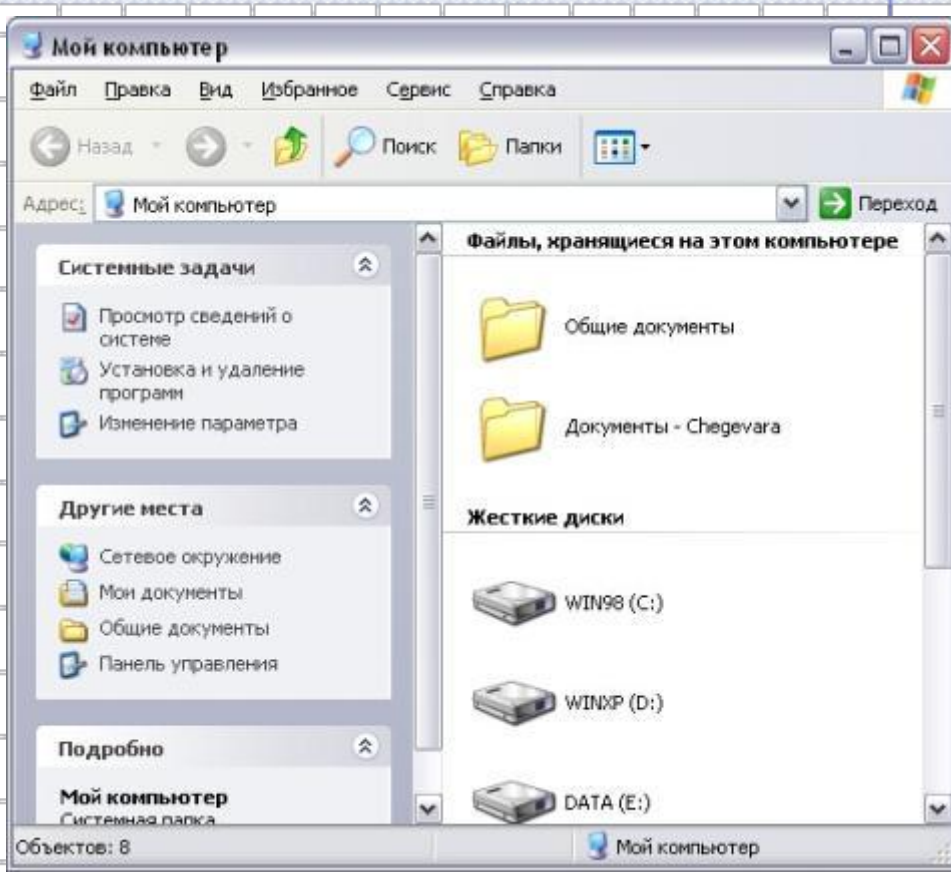 Мой компьютер
Файл Правка Вид Избранное Сервис Справка
Назад Поиск Папки
Адрес: Мой компьютер Переход
Системные задачи
Просмотр сведений о
системе
Установка и удаление
программ
Изменение параметра
Другие места
Сетевое окружение
Мои документы
Общие документы
Панель управления
Подробно
Мой компьютер
Системная папка
Файлы, хранящиеся на этом компьютере
Общие документы
Документы - Chegevara
Жесткие диски
WIN98 (C:)
WINXP (D:)
DATA (E:)
Объектов: 8 Мой компьютер